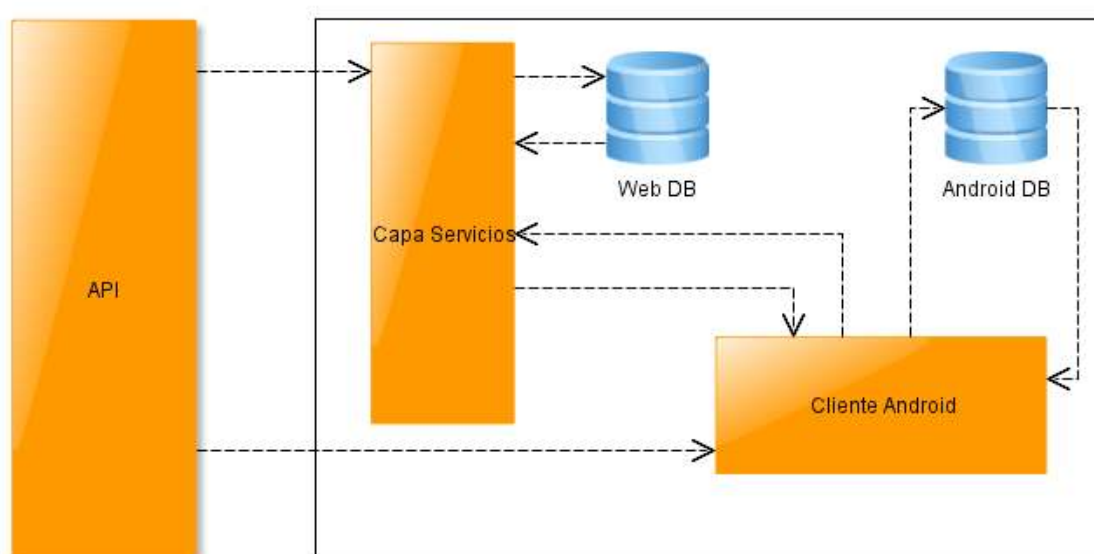 Web DB
Android DB
Capa Servicios
API
Cliente Android